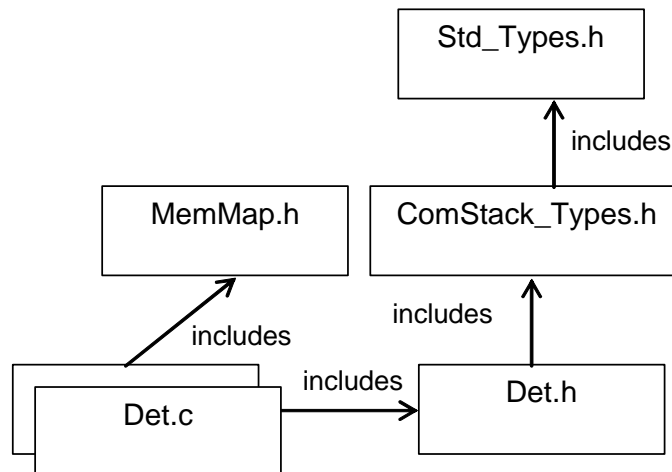 Std_Types.h
includes
MemMap.h
ComStack_Types.h
includes
includes
includes
Det.c
Det.h